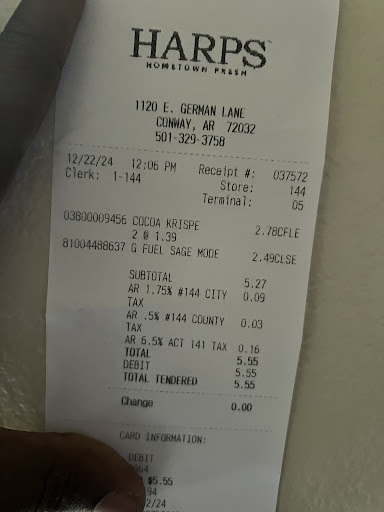 HARPS
HOMETOWN FRESH
1120 E. GERMAN LANE
CONWAY, AR 72032
501-329-3758
12/22/24 12:06 PM Receipt #: 037572
Clerk: 1-144 Store: 144
Terminal: 05
03800009456 COCOA KRISPE 2.78CFLE
2 @ 1.39
81004488637 G FUEL SAGE MODE 2.49CLSE
SUBTOTAL 5.27
AR 1.75% #144 CITY 0.09
TAX
AR .5% #144 COUNTY 0.03
TAX
AR 6.5% ACT 141 TAX 0.16
TOTAL 5.55
DEBIT 5.55
TOTAL TENDERED 5.55
Change 0.00
CARD INFORMATION:
DEBIT
$5.55